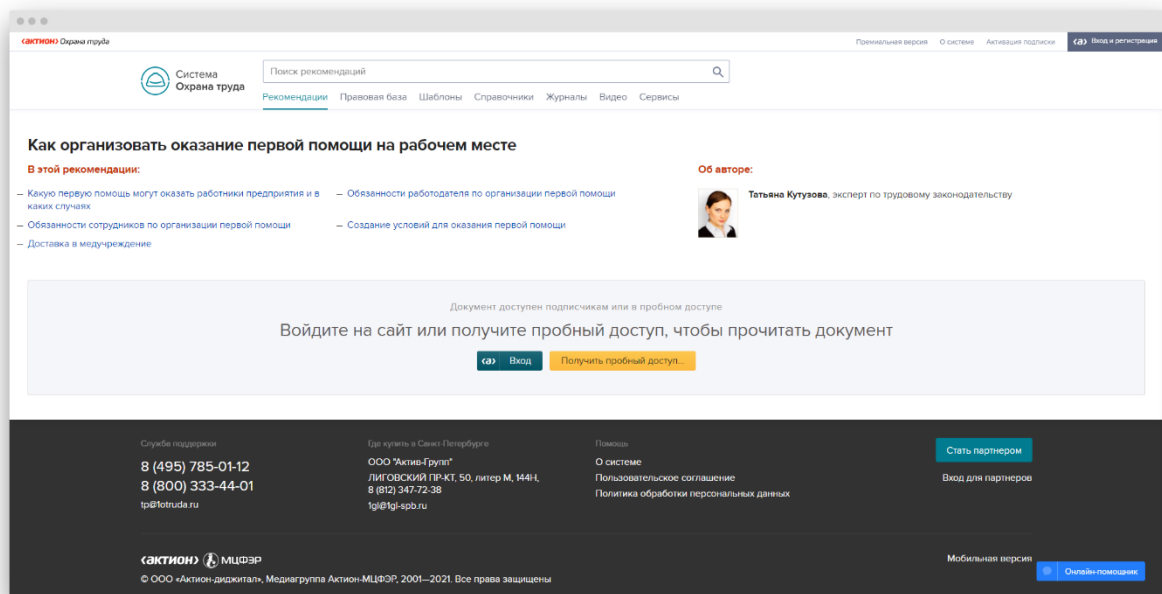 ‹актион› Охрана труда
Премиальная версия О системе Активация подписки ‹а› Вход и регистрация
Система
Охрана труда
Поиск рекомендаций
Рекомендации Правовая база Шаблоны Справочники Журналы Видео Сервисы
Как организовать оказание первой помощи на рабочем месте
В этой рекомендации:
— Какую первую помощь могут оказать работники предприятия и в
каких случаях
— Обязанности сотрудников по организации первой помощи
— Доставка в медучреждение
— Обязанности работодателя по организации первой помощи
— Создание условий для оказания первой помощи
Об авторе:
Татьяна Кутузова, эксперт по трудовому законодательству
Документ доступен подписчикам или в пробном доступе
Войдите на сайт или получите пробный доступ, чтобы прочитать документ
‹а› Вход
Получить пробный доступ...
Служба поддержки
8 (495) 785-01-12
8 (800) 333-44-01
tp@1otruda.ru
Где купить в Санкт-Петербурге
ООО "Актив-Групп"
ЛИГОВСКИЙ ПР-КТ, 50, литер М, 144Н,
8 (812) 347-72-38
1gl@1gl-spb.ru
Помощь
О системе
Пользовательское соглашение
Политика обработки персональных данных
Стать партнером
Вход для партнеров
‹актион› МЦФЭР
© ООО «Актион-диджитал», Медиагруппа Актион-МЦФЭР, 2001—2021. Все права защищены
Мобильная версия
Онлайн-помощник